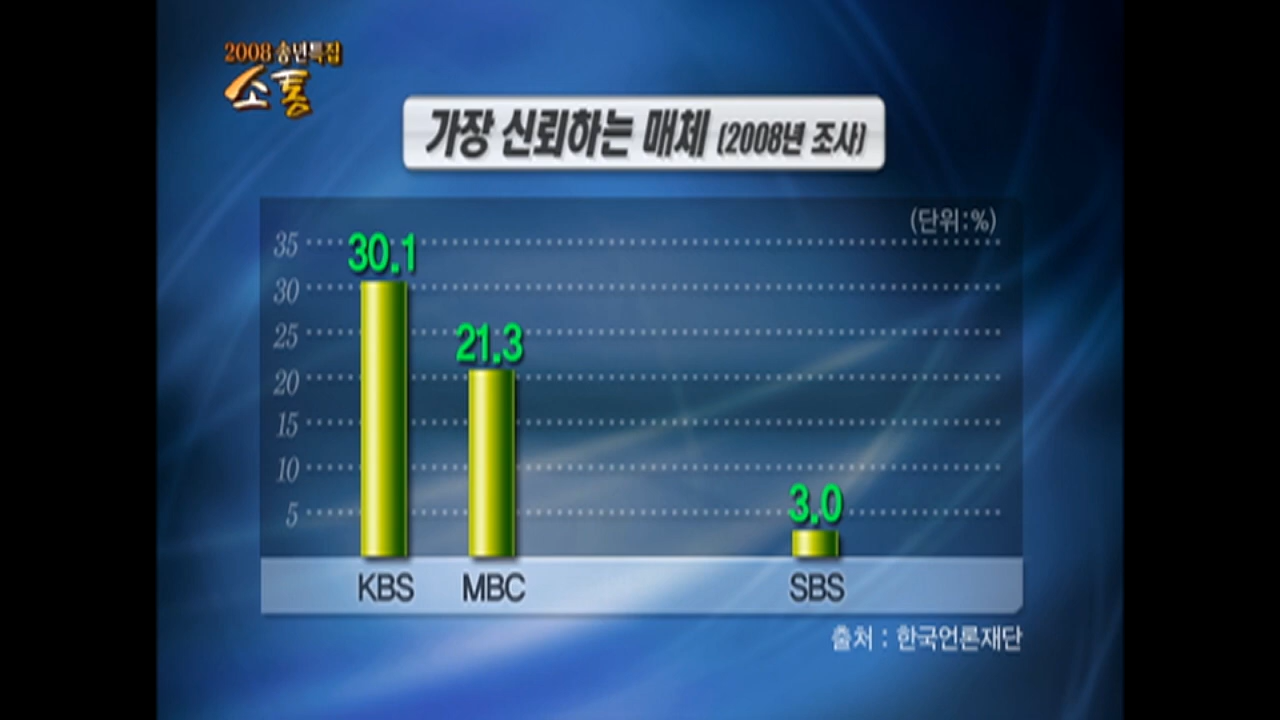 2008 송년특집
소통
가장 신뢰하는 매체 (2008년 조사)
(단위:%)
35
30
25
20
15
10
5
30.1
21.3
3.0
KBS
MBC
SBS
출처 : 한국언론재단